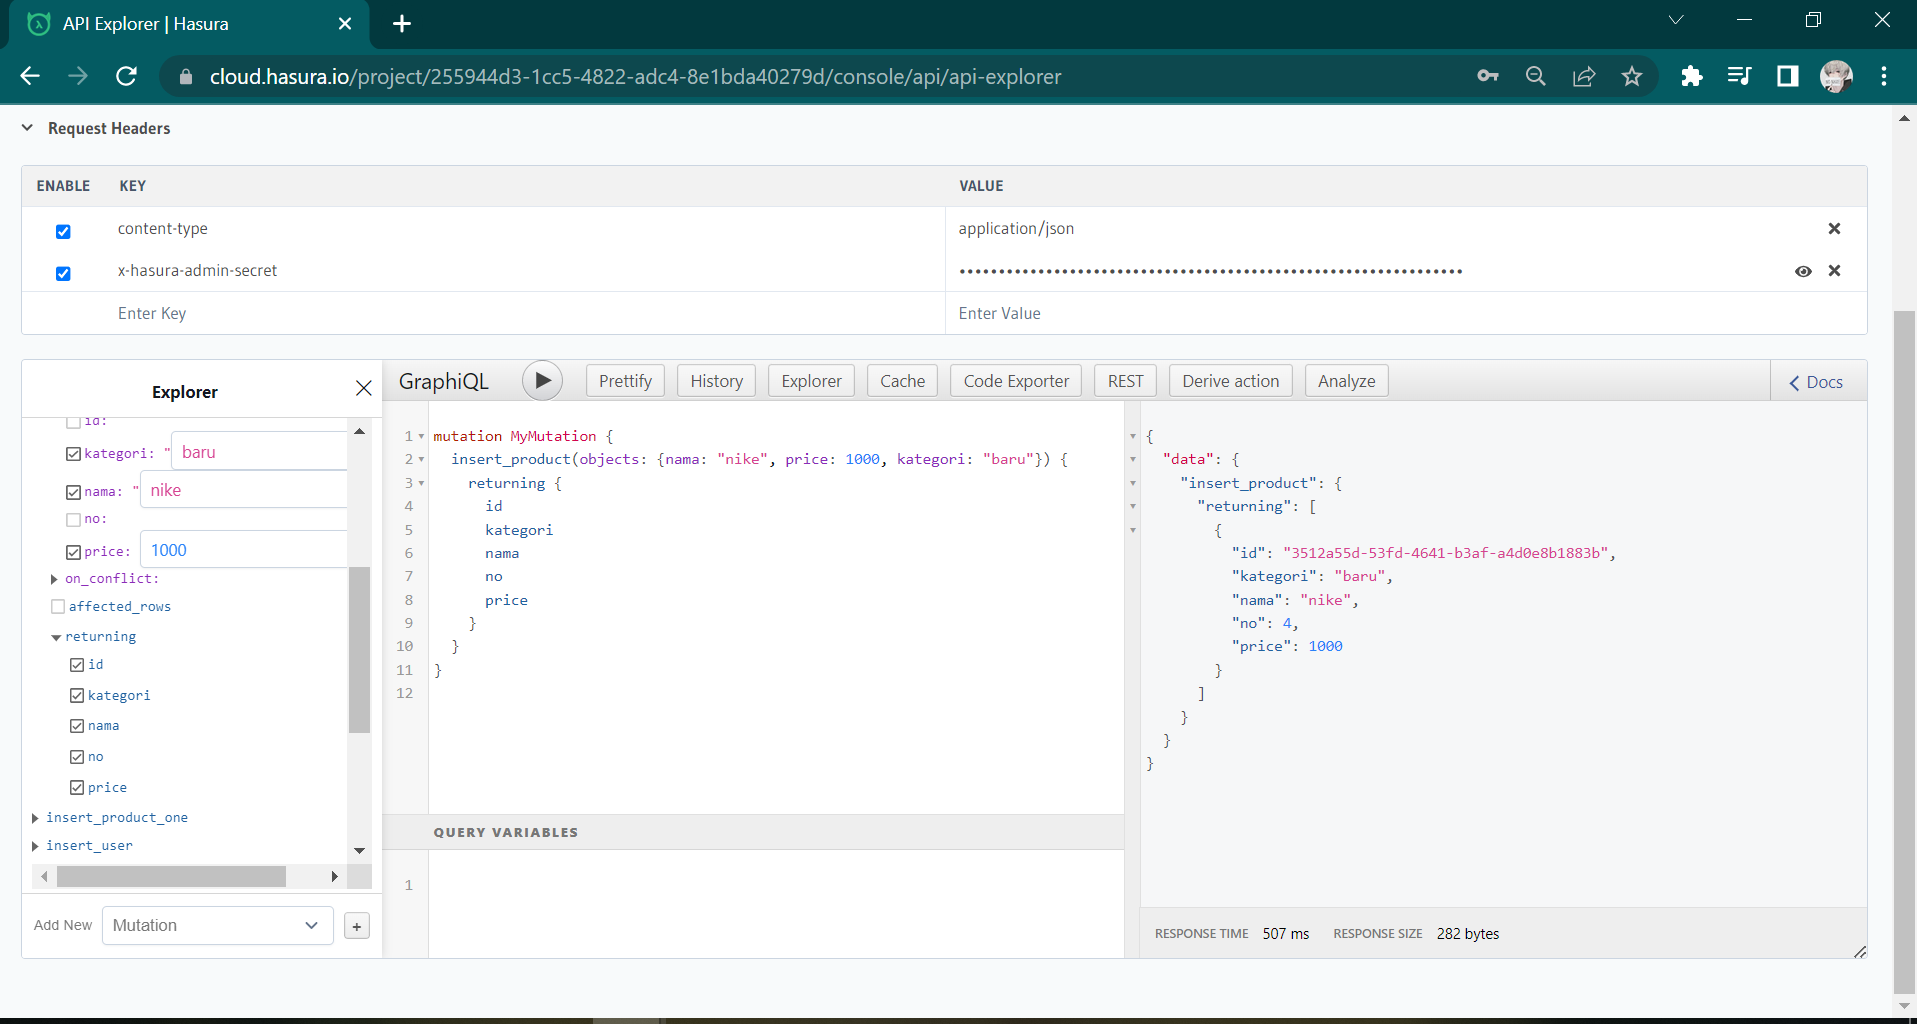 API Explorer | Hasura
cloud.hasura.io/project/255944d3-1cc5-4822-adc4-8e1bda40279d/console/api/api-explorer
Request Headers
ENABLE KEY VALUE
content-type application/json
x-hasura-admin-secret ••••••••••••••••••••••••••••••••••••••••••••••••••••••••••••••••
Enter Key Enter Value
Explorer
id:
kategori: " baru
nama: " nike
no:
price: 1000
on_conflict:
affected_rows
returning
id
kategori
nama
no
price
insert_product_one
insert_user
Add New Mutation +
GraphiQL Prettify History Explorer Cache Code Exporter REST Derive action Analyze Docs
1 mutation MyMutation {
2 insert_product(objects: {nama: "nike", price: 1000, kategori: "baru"}) {
3 returning {
4 id
5 kategori
6 nama
7 no
8 price
9 }
10 }
11 }
12
QUERY VARIABLES
1
{
"data": {
"insert_product": {
"returning": [
{
"id": "3512a55d-53fd-4641-b3af-a4d0e8b1883b",
"kategori": "baru",
"nama": "nike",
"no": 4,
"price": 1000
}
]
}
}
}
RESPONSE TIME 507 ms RESPONSE SIZE 282 bytes